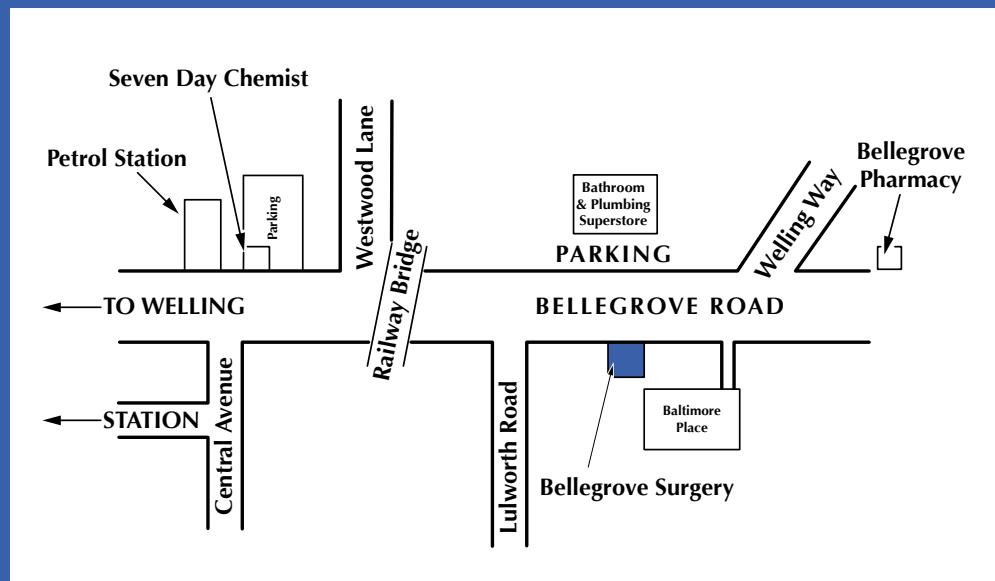 Seven Day Chemist
Petrol Station
Parking
Westwood Lane
Railway Bridge
Bathroom
& Plumbing
Superstore
PARKING
Welling Way
Bellegrove
Pharmacy
TO WELLING
BELLEGROVE ROAD
STATION
Central Avenue
Lulworth Road
Baltimore
Place
Bellegrove Surgery